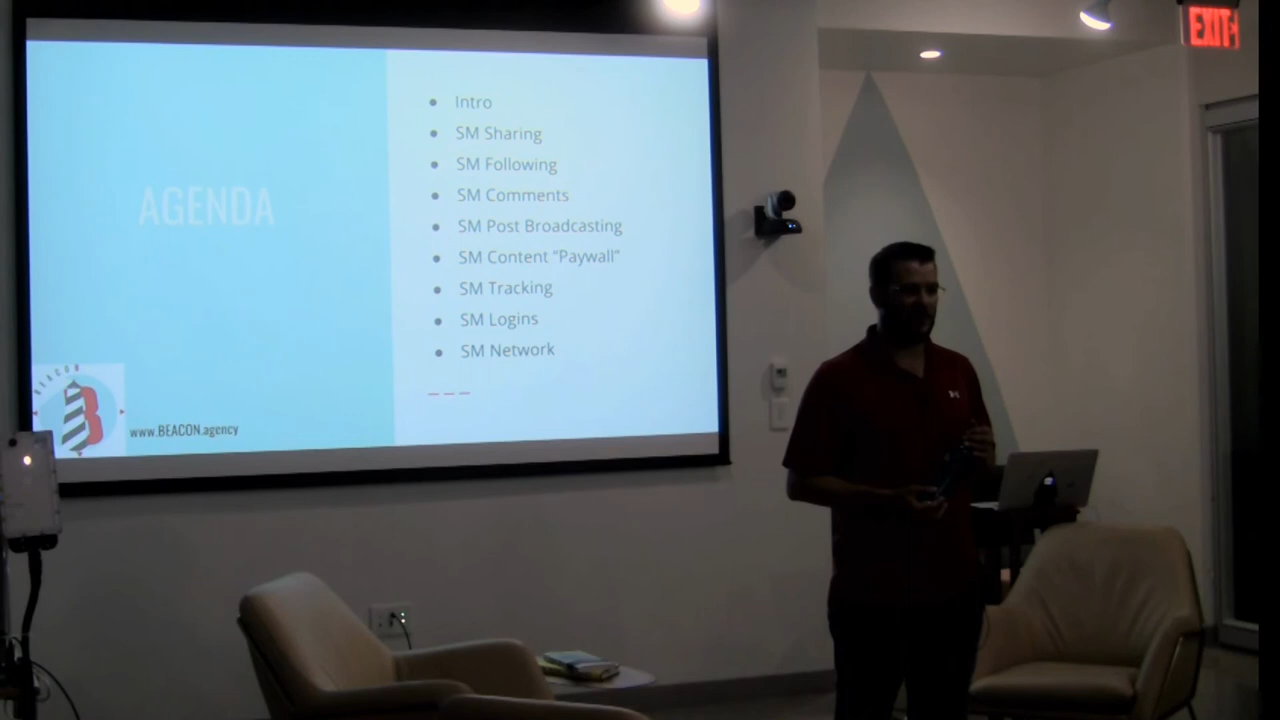 AGENDA
Intro
SM Sharing
SM Following
SM Comments
SM Post Broadcasting
SM Content “Paywall”
SM Tracking
SM Logins
SM Network
BEACON
B
www.BEACON.agency
EXIT